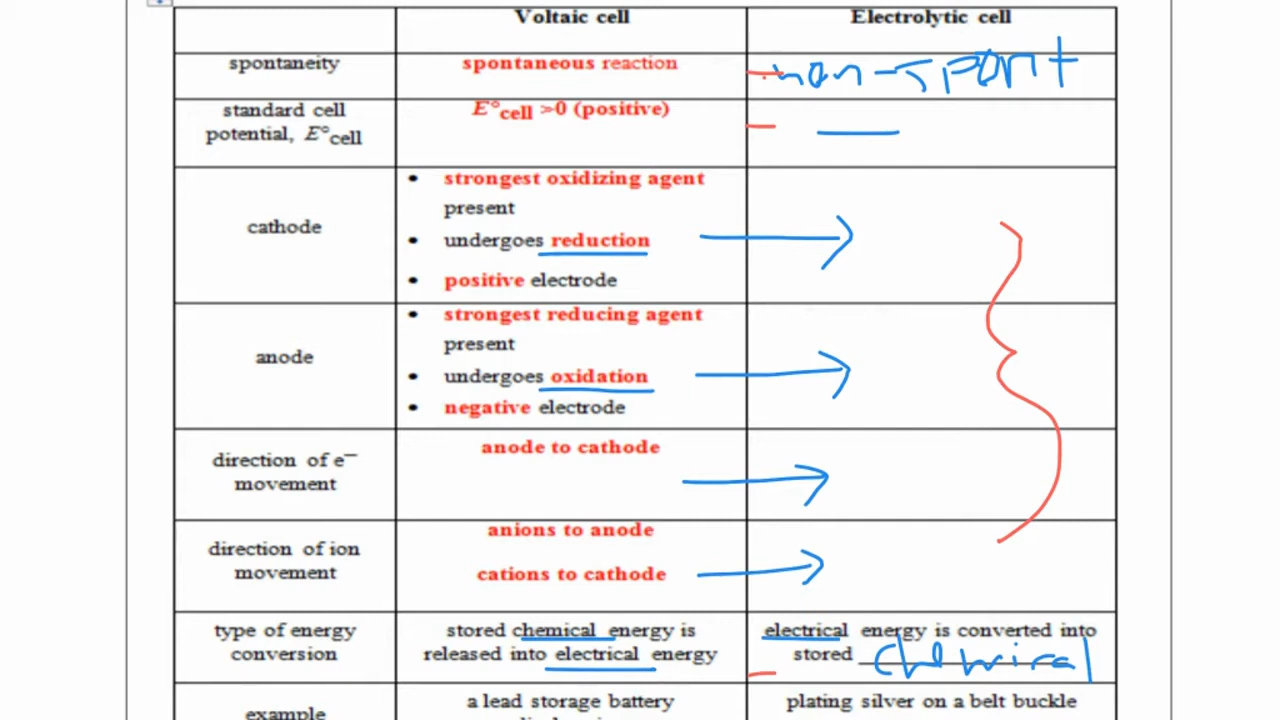 Voltaic cell
Electrolytic cell
spontaneity
spontaneous reaction
non-spont
standard cell
potential, E°cell
E°cell >0 (positive)
cathode
• strongest oxidizing agent
present
• undergoes reduction
• positive electrode
anode
• strongest reducing agent
present
• undergoes oxidation
• negative electrode
direction of e⁻
movement
anode to cathode
direction of ion
movement
anions to anode
cations to cathode
type of energy
conversion
stored chemical energy is
released into electrical energy
electrical energy is converted into
stored chemical
example
a lead storage battery
plating silver on a belt buckle